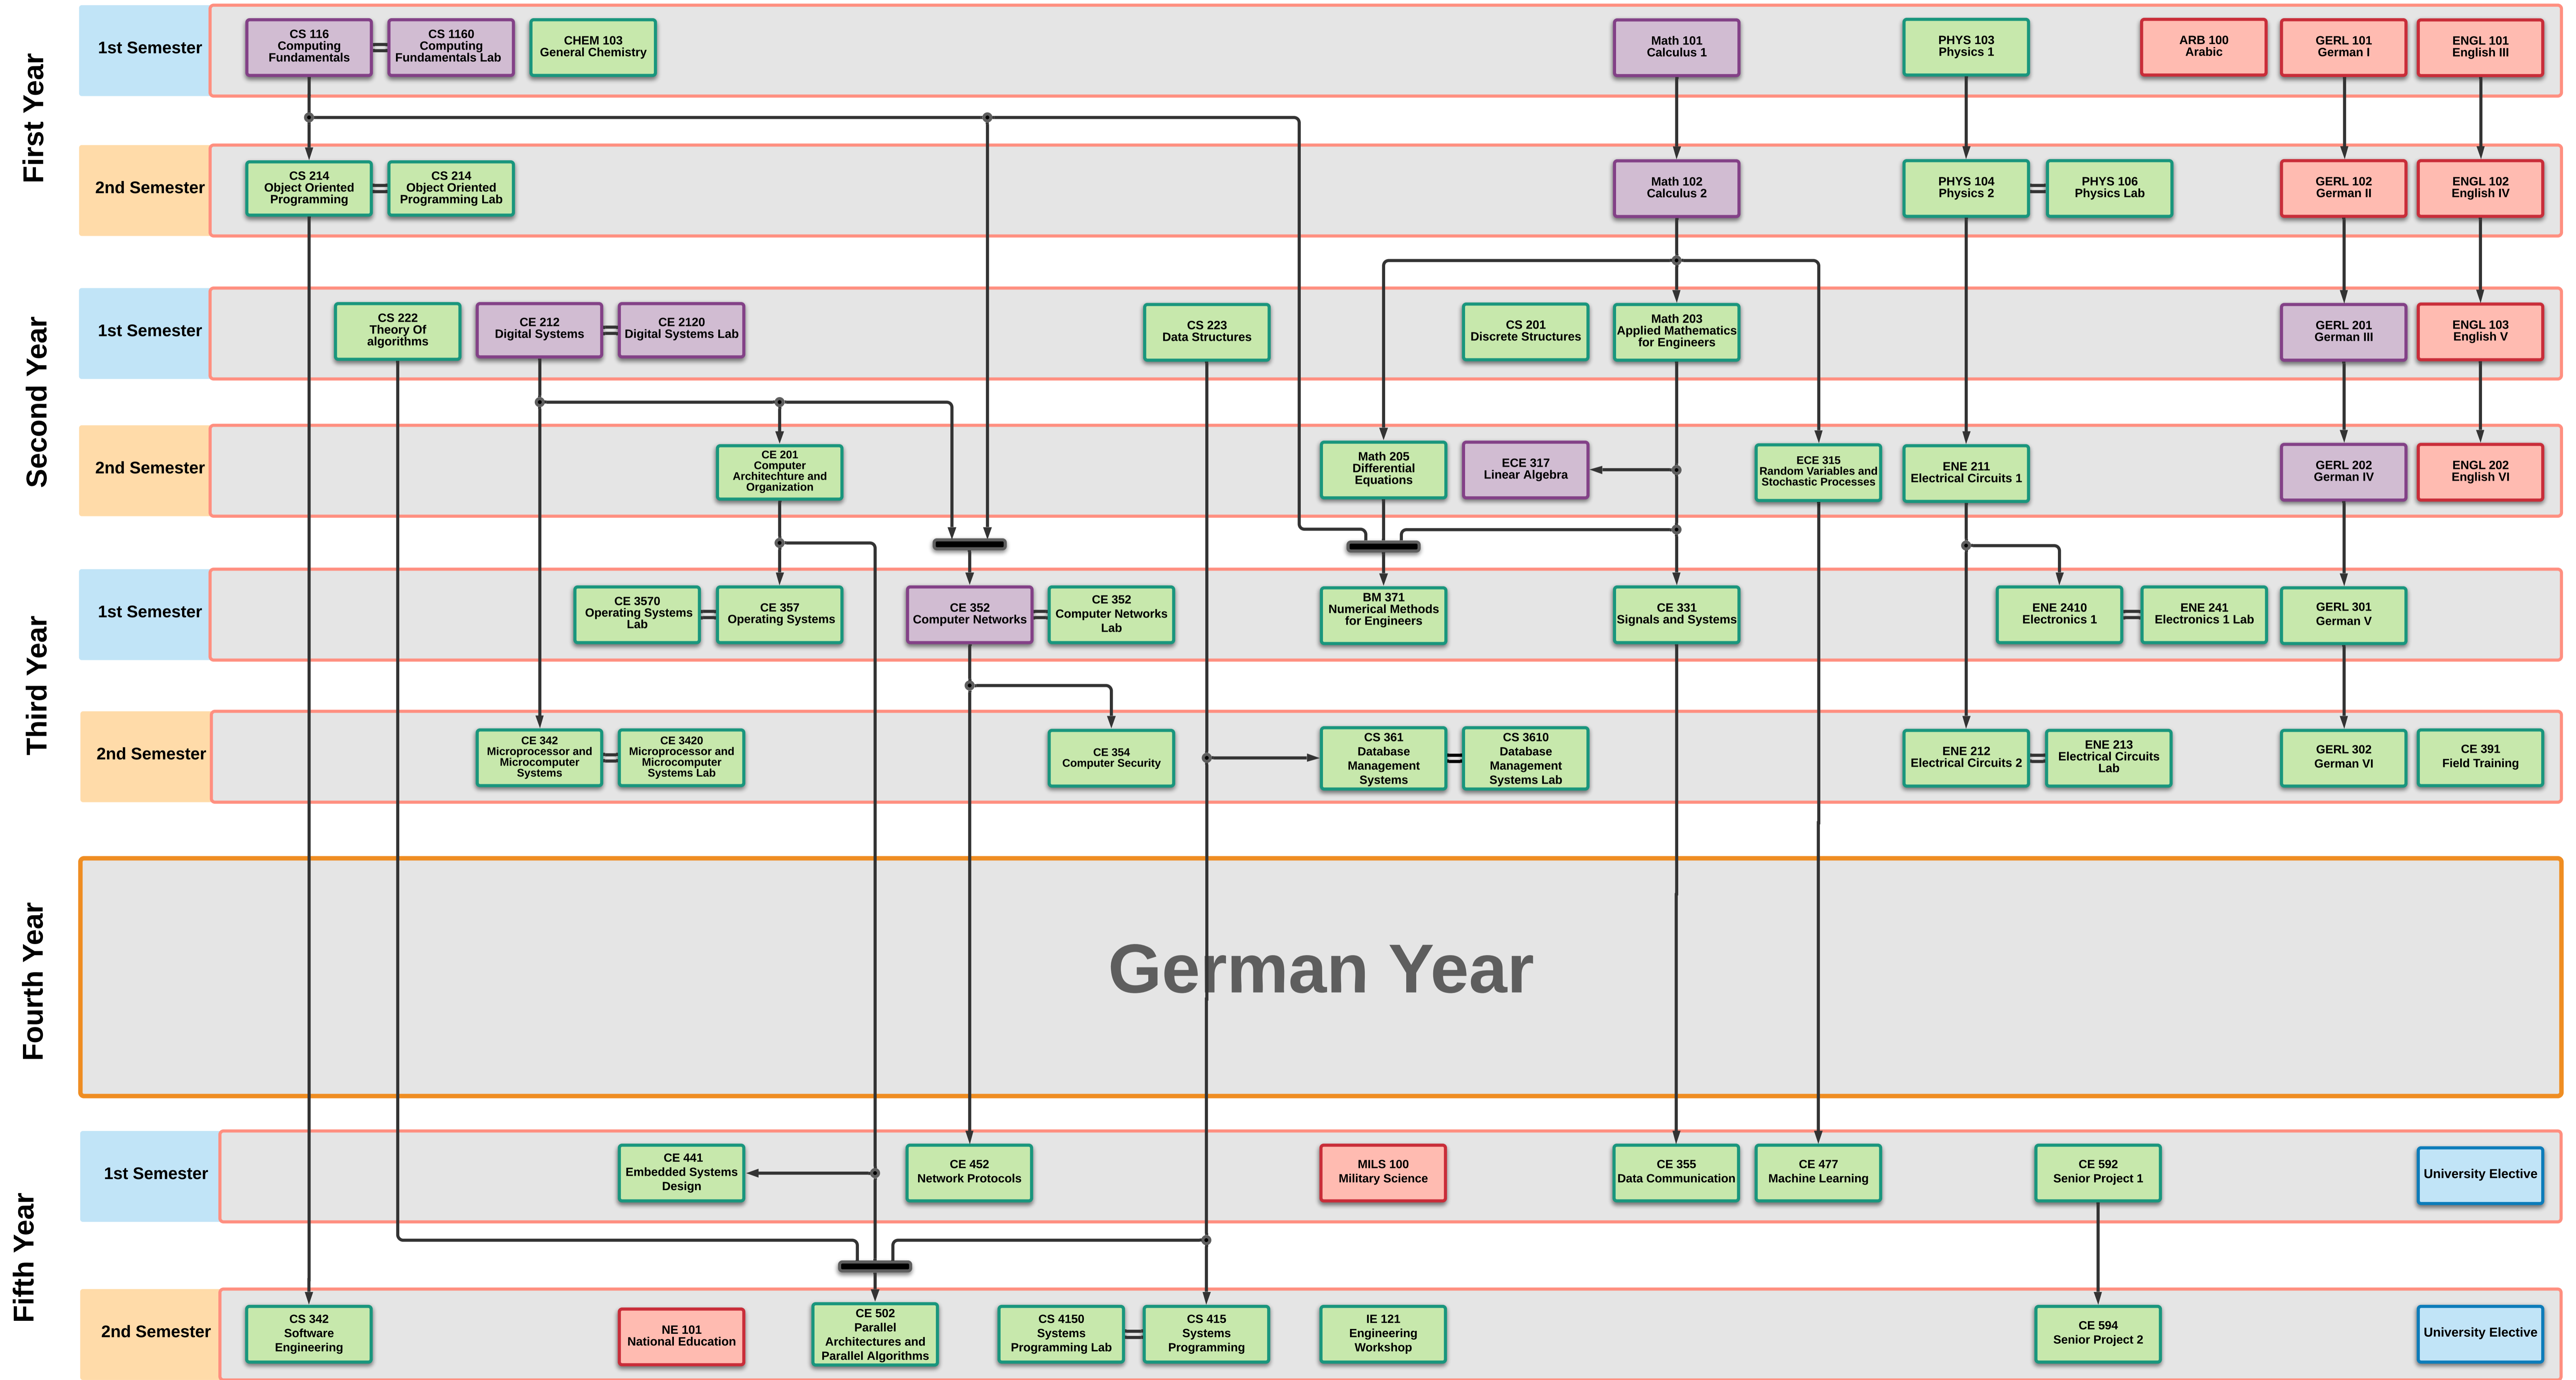 First Year
1st Semester
CS 116
Computing
Fundamentals
CS 1160
Computing
Fundamentals Lab
CHEM 103
General Chemistry
Math 101
Calculus 1
PHYS 103
Physics 1
ARB 100
Arabic
GERL 101
German I
ENGL 101
English III
2nd Semester
CS 214
Object Oriented
Programming
CS 214
Object Oriented
Programming Lab
Math 102
Calculus 2
PHYS 104
Physics 2
PHYS 106
Physics Lab
GERL 102
German II
ENGL 102
English IV
Second Year
1st Semester
CS 222
Theory Of
algorithms
CE 212
Digital Systems
CE 2120
Digital Systems Lab
CS 223
Data Structures
CS 201
Discrete Structures
Math 203
Applied Mathematics
for Engineers
GERL 201
German III
ENGL 103
English V
2nd Semester
CE 201
Computer
Architechture and
Organization
Math 205
Differential
Equations
ECE 317
Linear Algebra
ECE 315
Random Variables and
Stochastic Processes
ENE 211
Electrical Circuits 1
GERL 202
German IV
ENGL 202
English VI
Third Year
1st Semester
CE 3570
Operating Systems
Lab
CE 357
Operating Systems
CE 352
Computer Networks
CE 352
Computer Networks
Lab
BM 371
Numerical Methods
for Engineers
CE 331
Signals and Systems
ENE 2410
Electronics 1
ENE 241
Electronics 1 Lab
GERL 301
German V
2nd Semester
CE 342
Microprocessor and
Microcomputer
Systems
CE 3420
Microprocessor and
Microcomputer
Systems Lab
CE 354
Computer Security
CS 361
Database
Management
Systems
CS 3610
Database
Management
Systems Lab
ENE 212
Electrical Circuits 2
ENE 213
Electrical Circuits
Lab
GERL 302
German VI
CE 391
Field Training
Fourth Year
German Year
Fifth Year
1st Semester
CE 441
Embedded Systems
Design
CE 452
Network Protocols
MILS 100
Military Science
CE 355
Data Communication
CE 477
Machine Learning
CE 592
Senior Project 1
University Elective
2nd Semester
CS 342
Software
Engineering
NE 101
National Education
CE 502
Parallel
Architectures and
Parallel Algorithms
CS 4150
Systems
Programming Lab
CS 415
Systems
Programming
IE 121
Engineering
Workshop
CE 594
Senior Project 2
University Elective